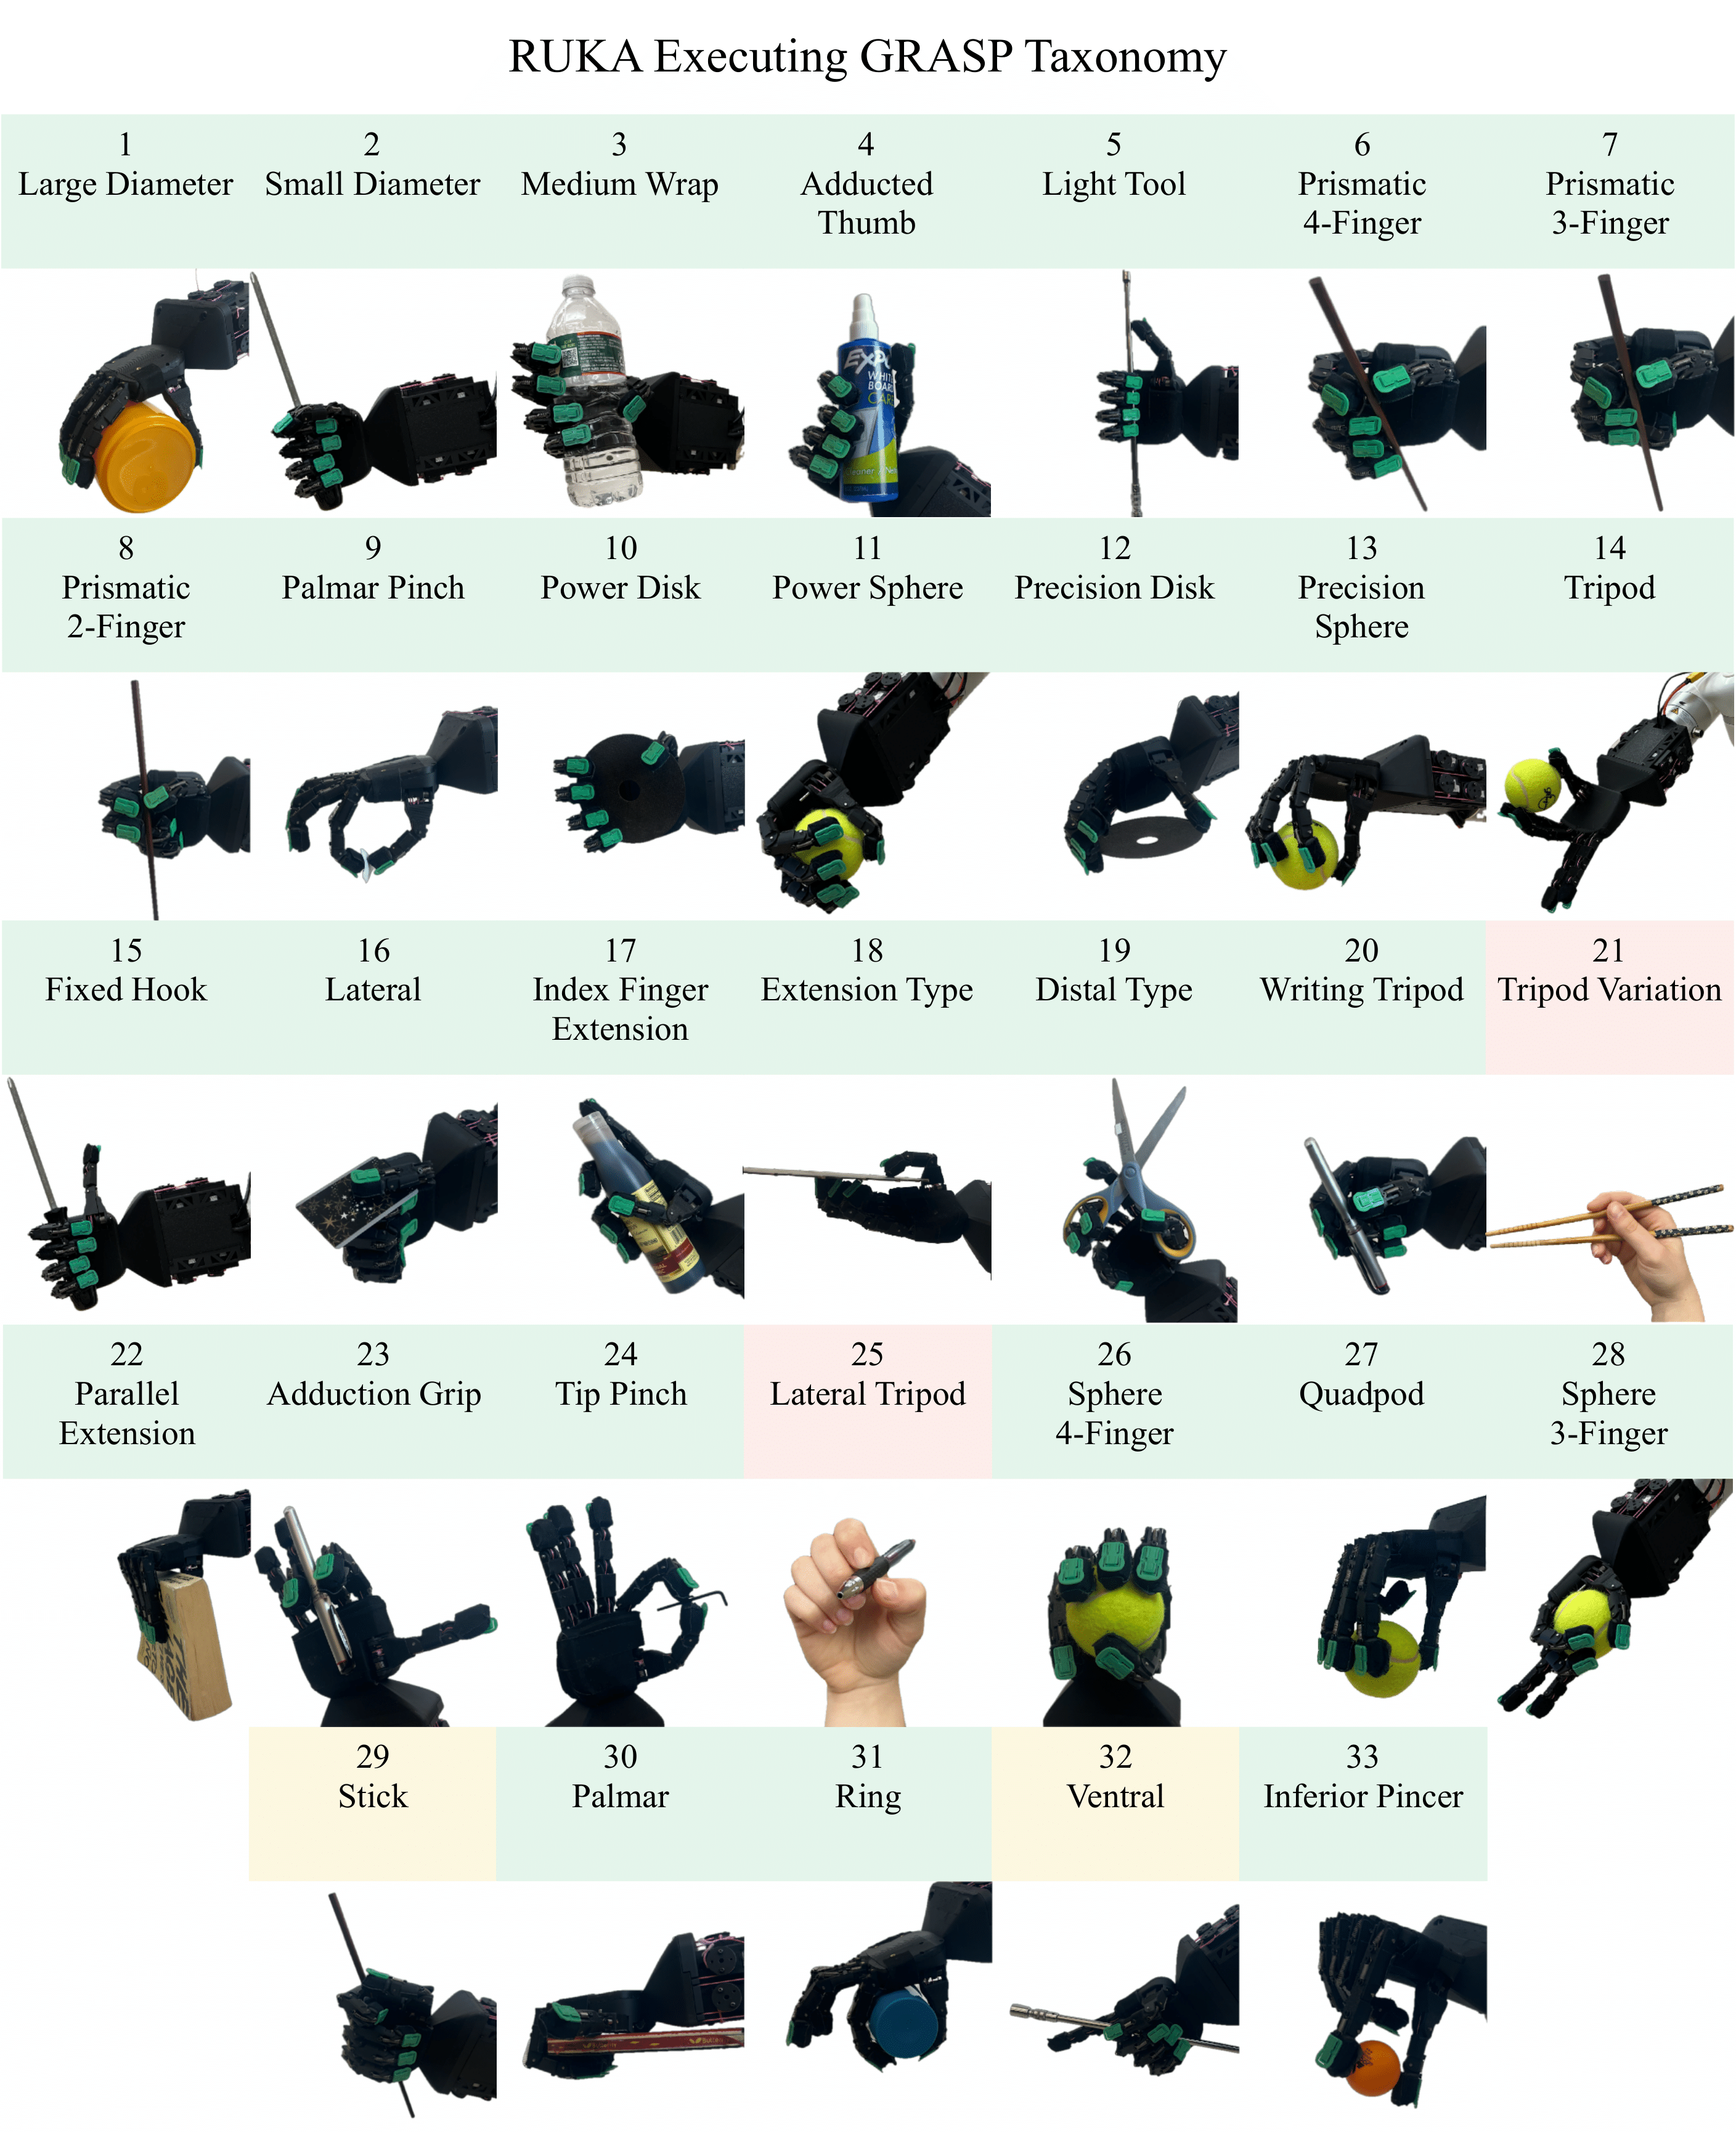 RUKA Executing GRASP Taxonomy
1
Large Diameter
2
Small Diameter
3
Medium Wrap
4
Adducted
Thumb
5
Light Tool
6
Prismatic
4-Finger
7
Prismatic
3-Finger
EXPO
WHIT
BOAR
CARE
8
Prismatic
2-Finger
9
Palmar Pinch
10
Power Disk
11
Power Sphere
12
Precision Disk
13
Precision
Sphere
14
Tripod
15
Fixed Hook
16
Lateral
17
Index Finger
Extension
18
Extension Type
19
Distal Type
20
Writing Tripod
21
Tripod Variation
22
Parallel
Extension
23
Adduction Grip
24
Tip Pinch
25
Lateral Tripod
26
Sphere
4-Finger
27
Quadpod
28
Sphere
3-Finger
29
Stick
30
Palmar
31
Ring
32
Ventral
33
Inferior Pincer